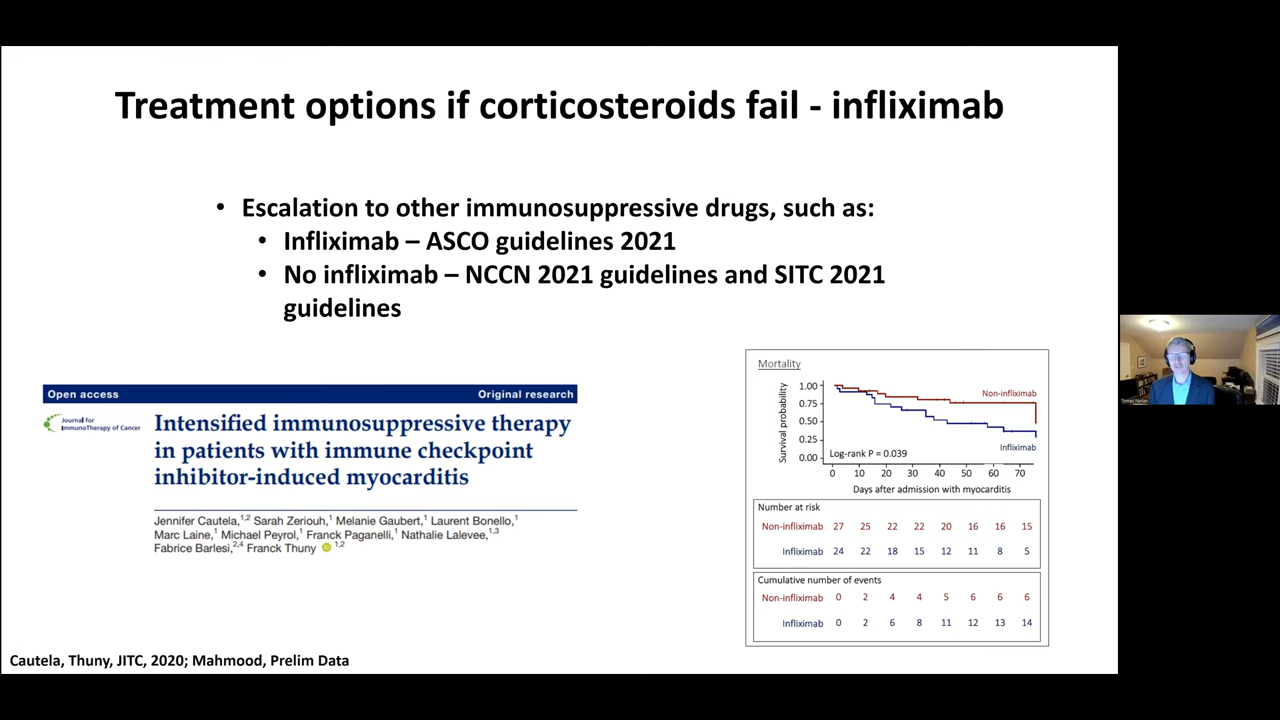 Treatment options if corticosteroids fail - infliximab
• Escalation to other immunosuppressive drugs, such as:
• Infliximab – ASCO guidelines 2021
• No infliximab – NCCN 2021 guidelines and SITC 2021
guidelines
Open access Original research
Journal for
ImmunoTherapy of Cancer
Intensified immunosuppressive therapy
in patients with immune checkpoint
inhibitor-induced myocarditis
Jennifer Cautela,1,2 Sarah Zeriouh,1 Melanie Gaubert,1 Laurent Bonello,1
Marc Laine,1 Michael Peyrol,1 Franck Paganelli,1 Nathalie Lalevee,1,3
Fabrice Barlesi,2,4 Franck Thuny 1,2
Mortality
Survival probability
1.00
0.75
0.50
0.25
0.00
Non-infliximab
Infliximab
Log-rank P = 0.039
0 10 20 30 40 50 60 70
Days after admission with myocarditis
Number at risk
Non-infliximab 27 25 22 22 20 16 16 15
Infliximab 24 22 18 15 12 11 8 5
Cumulative number of events
Non-infliximab 0 2 4 4 5 6 6 6
Infliximab 0 2 6 8 11 12 13 14
Cautela, Thuny, JITC, 2020; Mahmood, Prelim Data